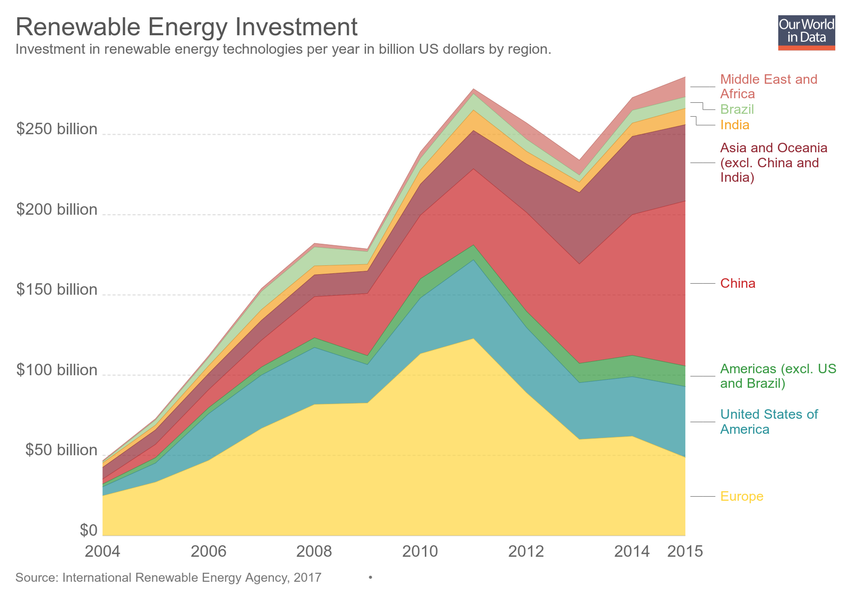 Renewable Energy Investment
Investment in renewable energy technologies per year in billion US dollars by region.
Our World
in Data
$250 billion
$200 billion
$150 billion
$100 billion
$50 billion
$0
Middle East and
Africa
Brazil
India
Asia and Oceania
(excl. China and
India)
China
Americas (excl. US
and Brazil)
United States of
America
Europe
2004
2006
2008
2010
2012
2014
2015
Source: International Renewable Energy Agency, 2017 •